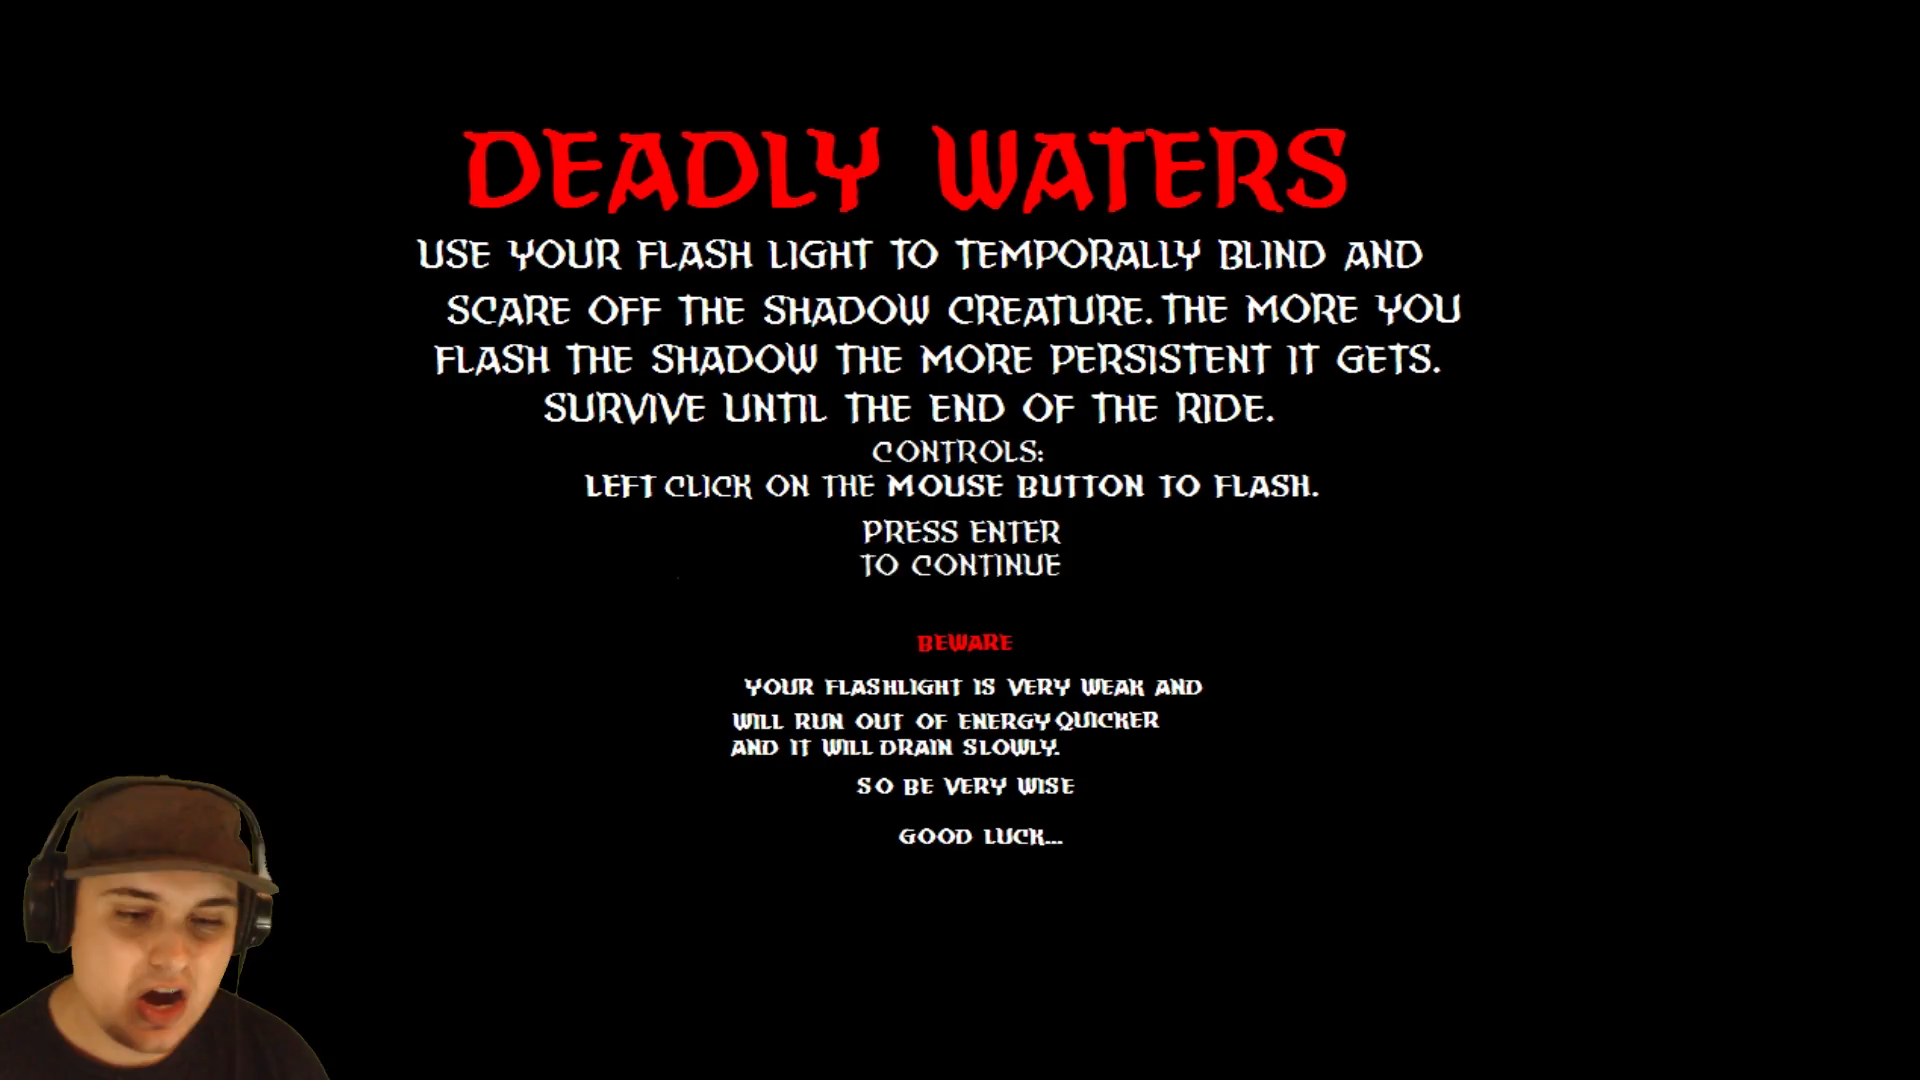 DEADLY WATERS
USE YOUR FLASH LIGHT TO TEMPORALLY BLIND AND
SCARE OFF THE SHADOW CREATURE. THE MORE YOU
FLASH THE SHADOW THE MORE PERSISTENT IT GETS.
SURVIVE UNTIL THE END OF THE RIDE.
CONTROLS:
LEFT CLICK ON THE MOUSE BUTTON TO FLASH.
PRESS ENTER
TO CONTINUE
BEWARE
YOUR FLASHLIGHT IS VERY WEAK AND
WILL RUN OUT OF ENERGY QUICKER
AND IT WILL DRAIN SLOWLY.
SO BE VERY WISE
GOOD LUCK...